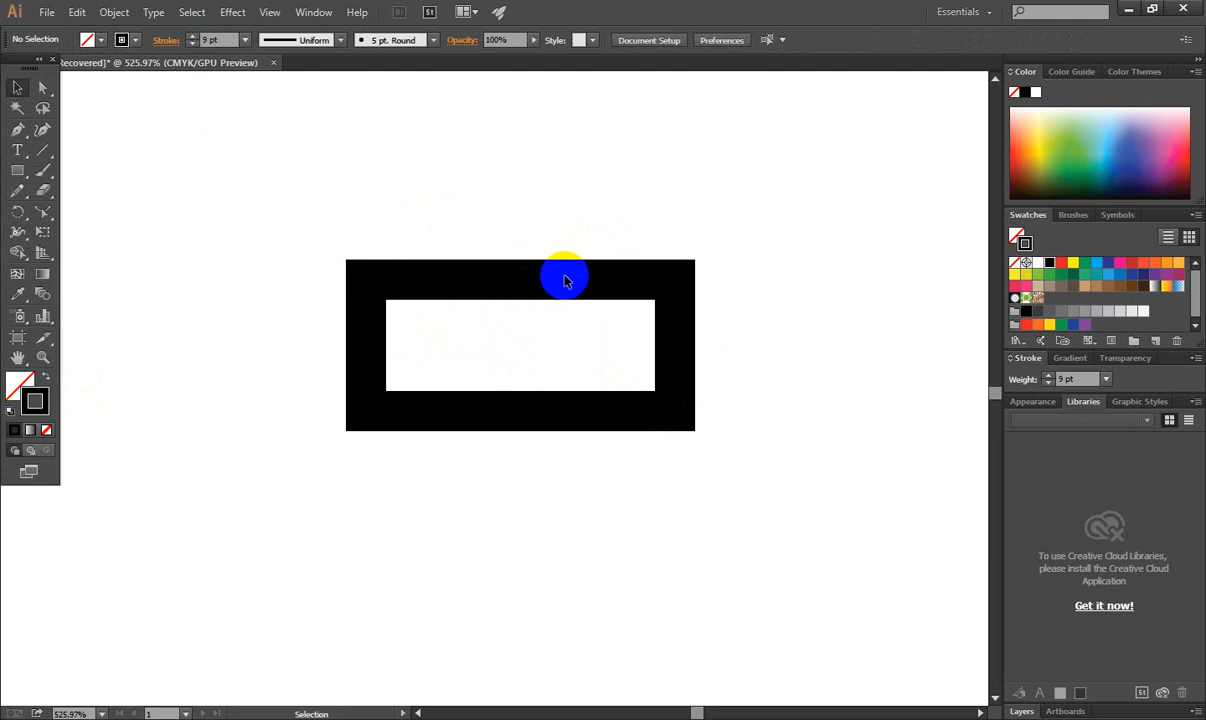 Ai File Edit Object Type Select Effect View Window Help Br St Essentials
No Selection Stroke: 9 pt Uniform 5 pt. Round Opacity: 100% Style: Document Setup Preferences
Recovered]* @ 525.97% (CMYK/GPU Preview)
Color Color Guide Color Themes
Swatches Brushes Symbols
Stroke Gradient Transparency
Weight: 9 pt
Appearance Libraries Graphic Styles
To use Creative Cloud Libraries,
please install the Creative Cloud
Application
Get it now!
St
Layers Artboards
525.97% 1 Selection